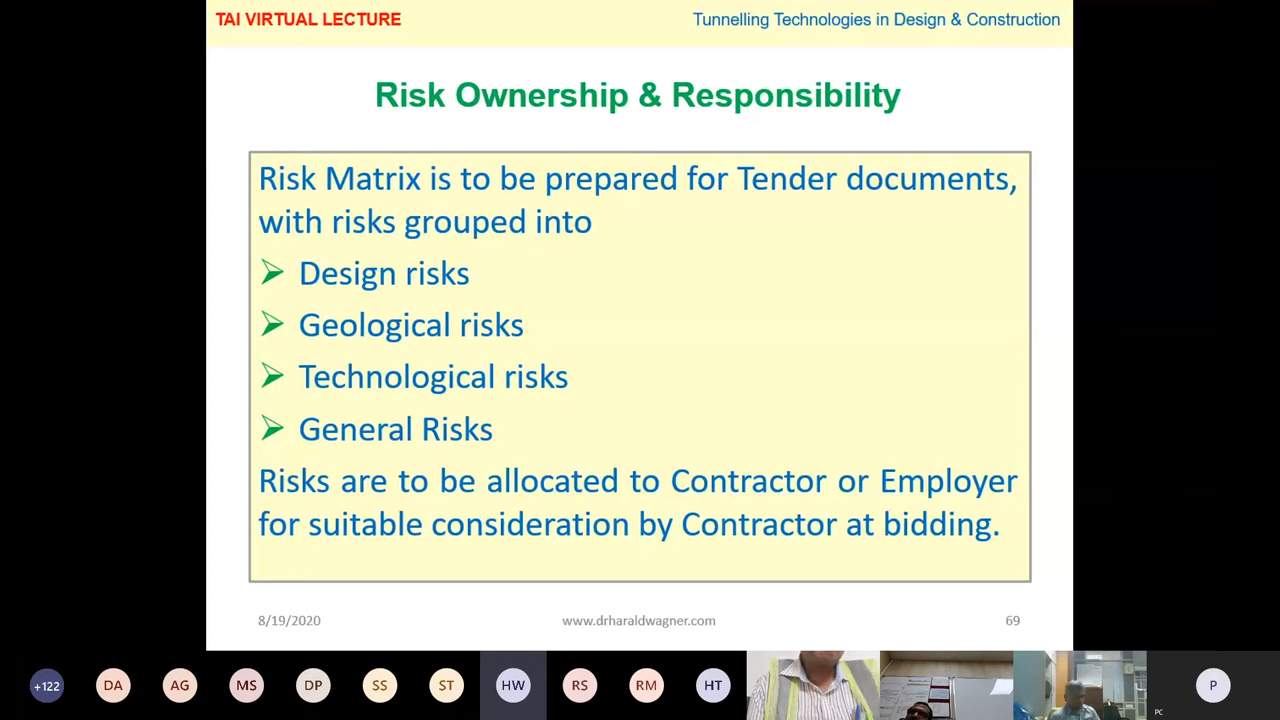 TAI VIRTUAL LECTURE
Tunnelling Technologies in Design & Construction
Risk Ownership & Responsibility
Risk Matrix is to be prepared for Tender documents,
with risks grouped into
Design risks
Geological risks
Technological risks
General Risks
Risks are to be allocated to Contractor or Employer
for suitable consideration by Contractor at bidding.
8/19/2020
www.drharaldwagner.com
69
+122
DA
AG
MS
DP
SS
ST
HW
RS
RM
HT
PC
P